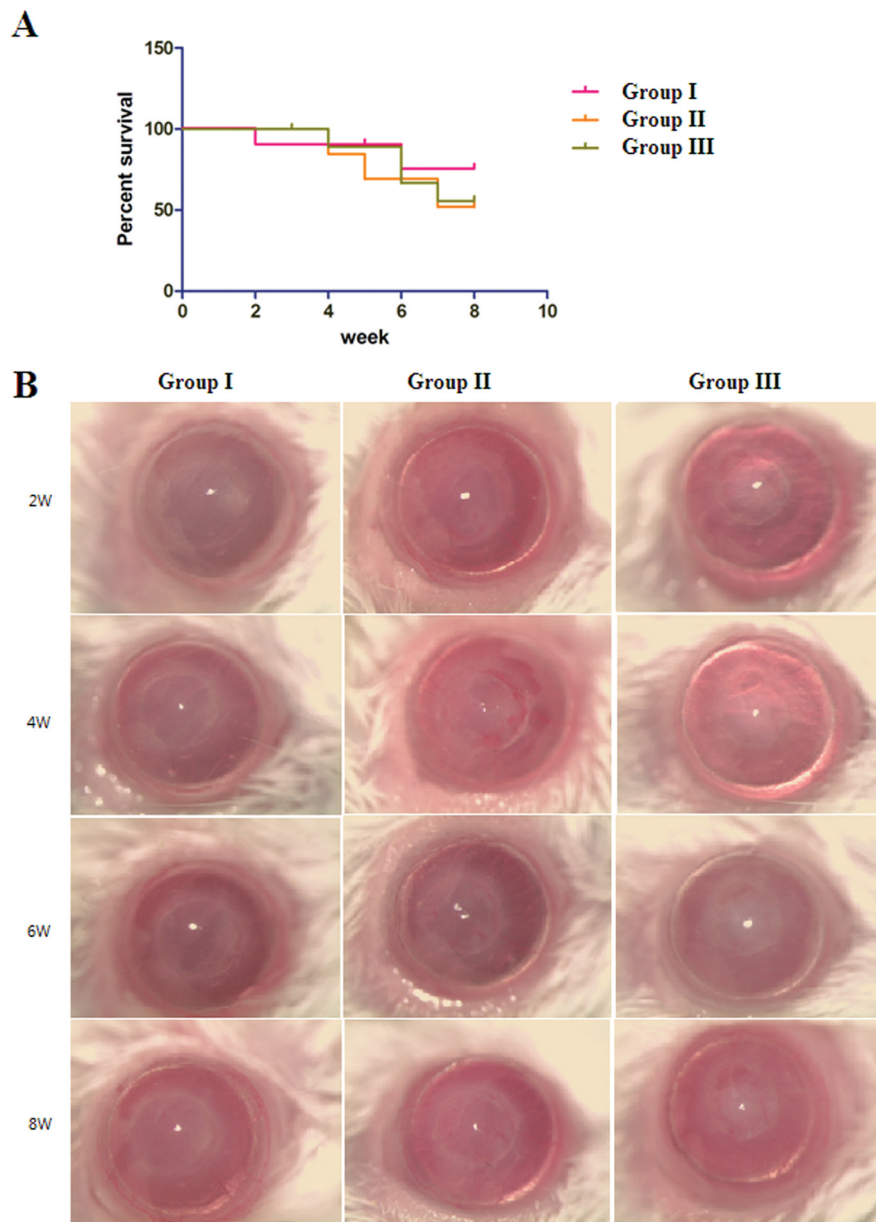 A
150
100
50
0
Percent survival
0 2 4 6 8 10
week
Group I
Group II
Group III
B
Group I Group II Group III
2W
4W
6W
8W